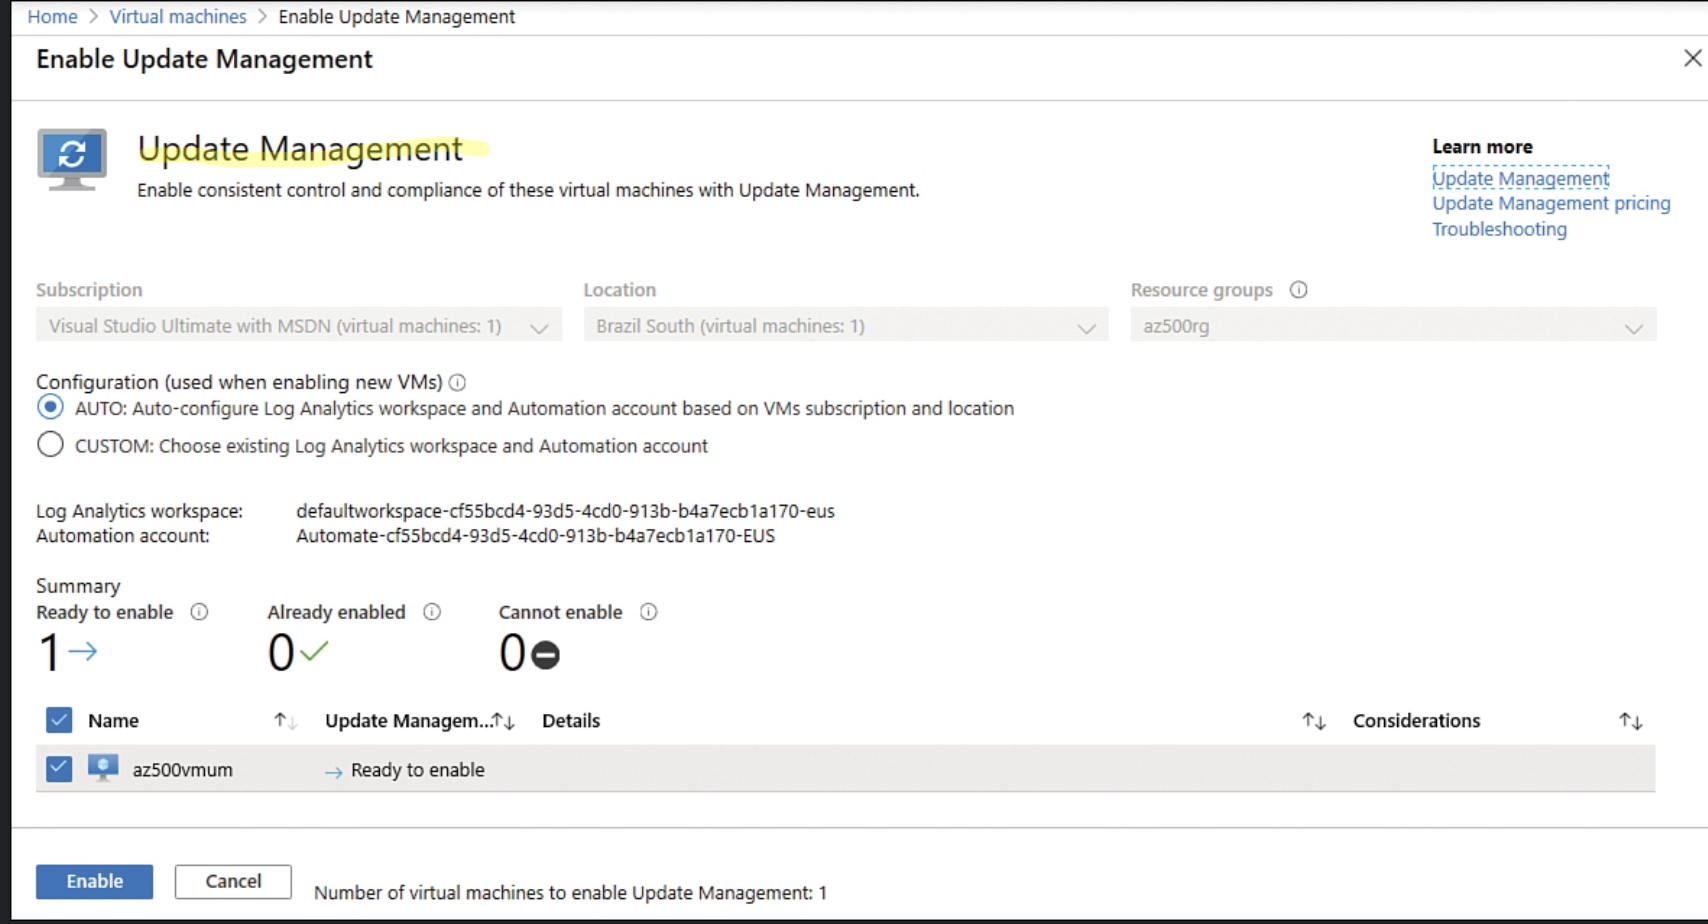 Home > Virtual machines > Enable Update Management
Enable Update Management
Update Management
Enable consistent control and compliance of these virtual machines with Update Management.
Learn more
Update Management
Update Management pricing
Troubleshooting
Subscription
Visual Studio Ultimate with MSDN (virtual machines: 1)
Location
Brazil South (virtual machines: 1)
Resource groups
az500rg
Configuration (used when enabling new VMs)
AUTO: Auto-configure Log Analytics workspace and Automation account based on VMs subscription and location
CUSTOM: Choose existing Log Analytics workspace and Automation account
Log Analytics workspace: defaultworkspace-cf55bcd4-93d5-4cd0-913b-b4a7ecb1a170-eus
Automation account: Automate-cf55bcd4-93d5-4cd0-913b-b4a7ecb1a170-EUS
Summary
Ready to enable Already enabled Cannot enable
1 0 0
Name Update Managem... Details Considerations
az500vmum Ready to enable
Enable Cancel Number of virtual machines to enable Update Management: 1